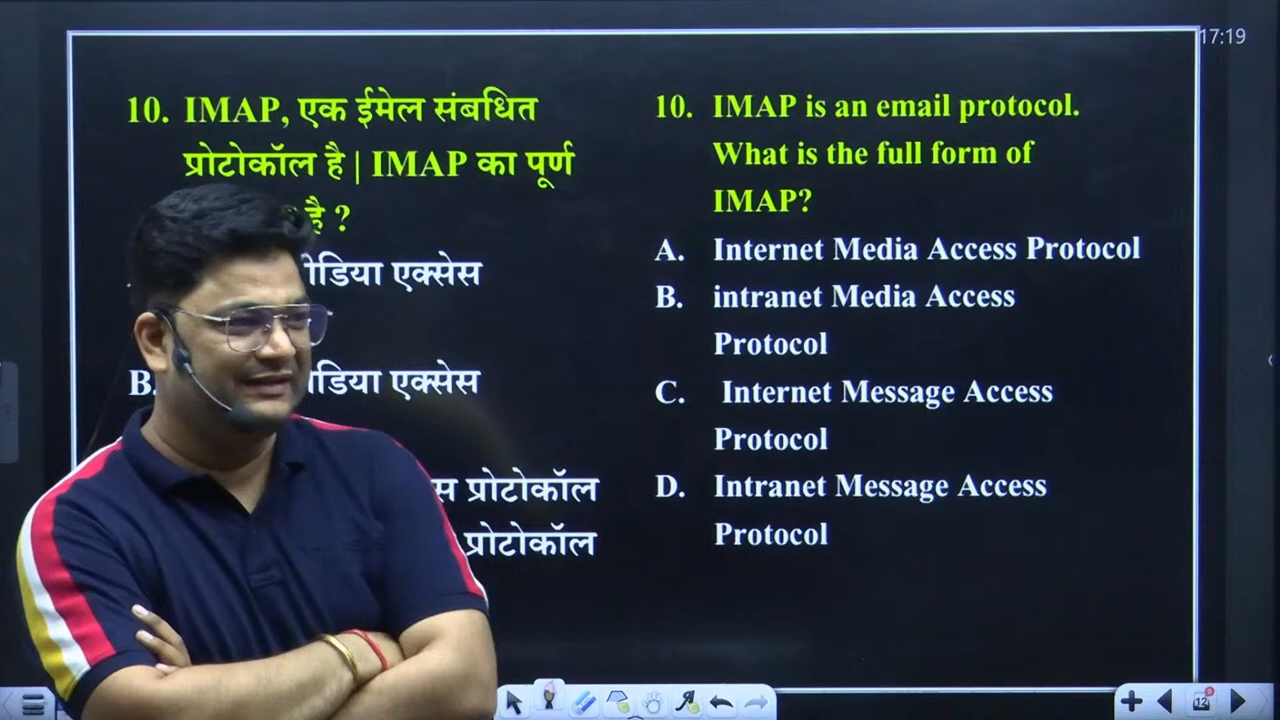 17:19
10. IMAP, एक ईमेल संबधित
प्रोटोकॉल है | IMAP का पूर्ण
है ?
एक्सेस
B.
एक्सेस
प्रोटोकॉल
प्रोटोकॉल
10. IMAP is an email protocol.
What is the full form of
IMAP?
A. Internet Media Access Protocol
B. intranet Media Access
Protocol
C. Internet Message Access
Protocol
D. Intranet Message Access
Protocol
12